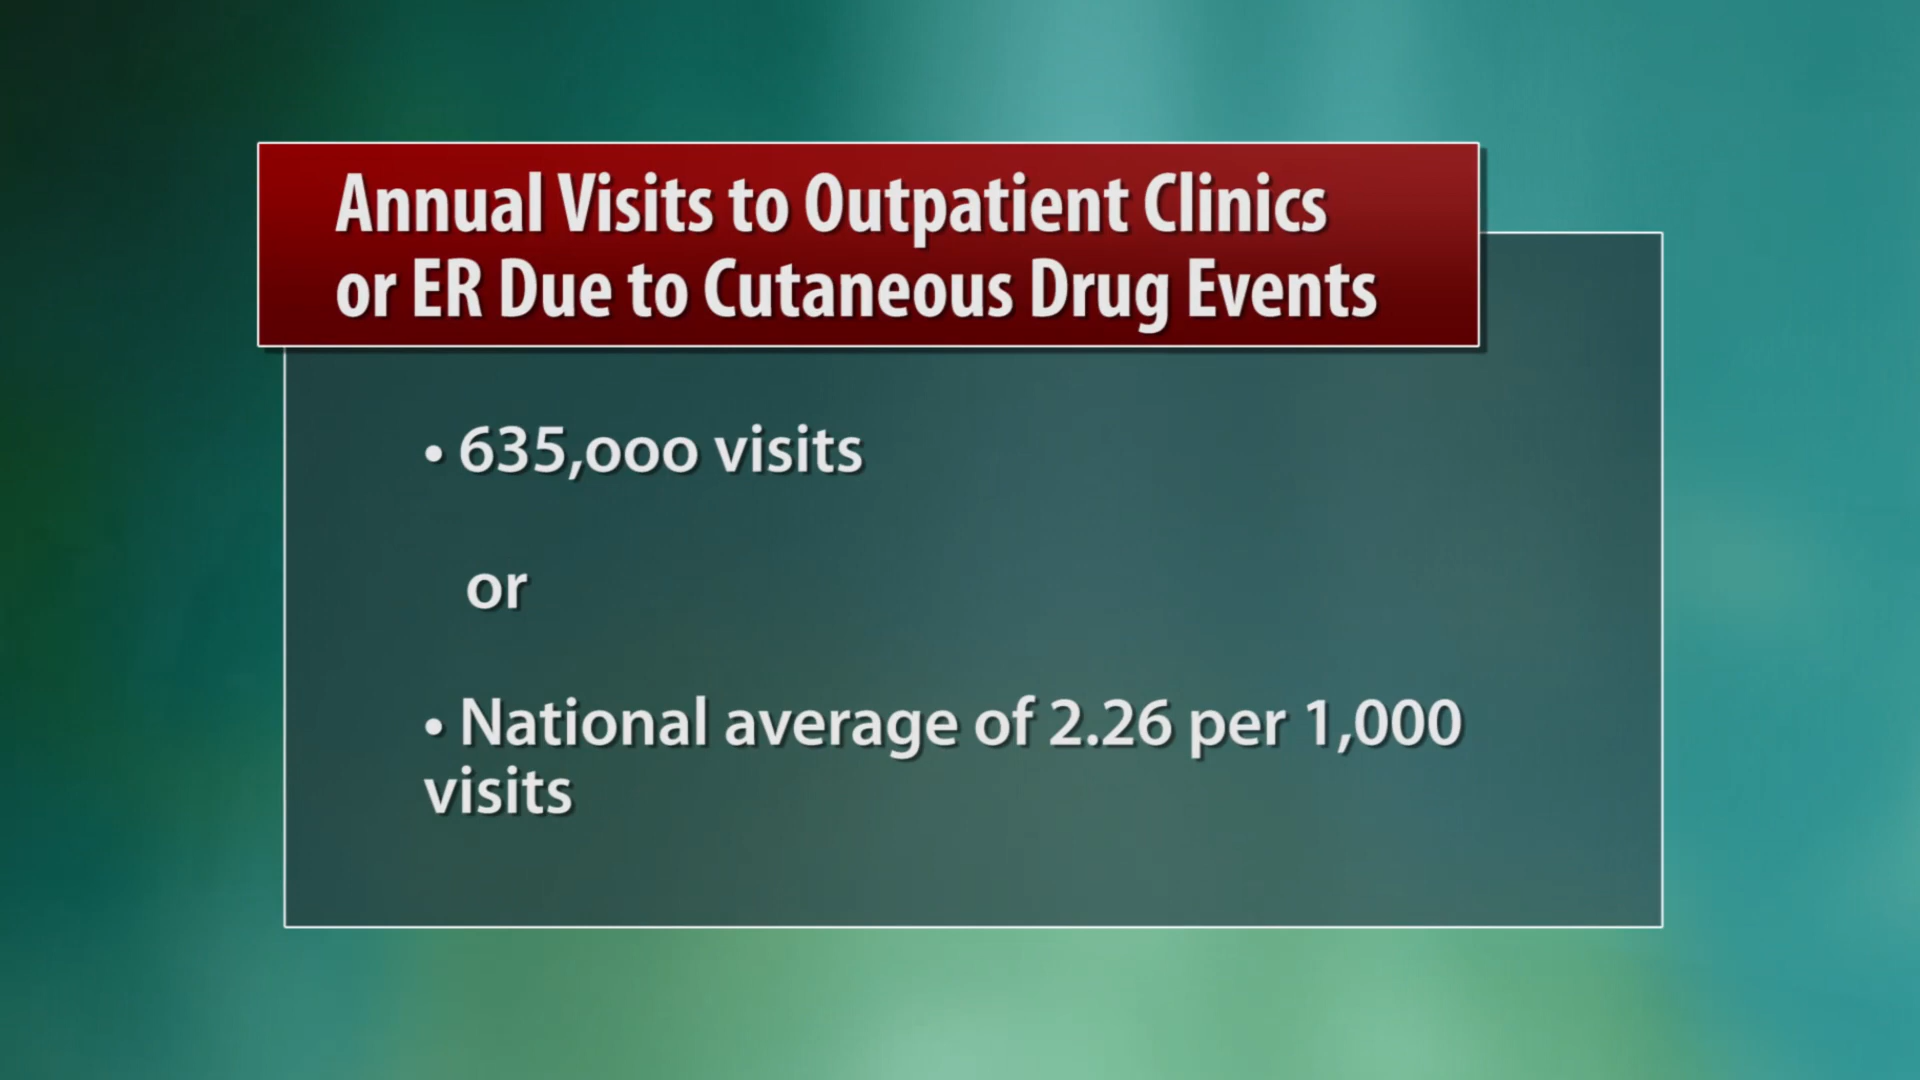 Annual Visits to Outpatient Clinics
or ER Due to Cutaneous Drug Events
• 635,ooo visits
or
• National average of 2.26 per 1,000
visits